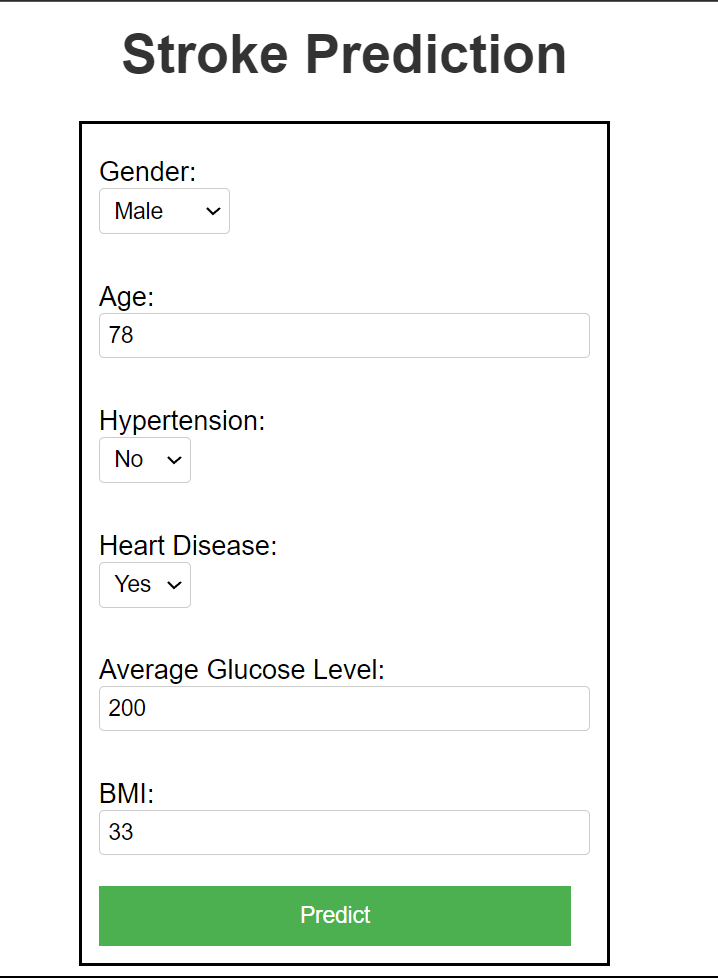 Stroke Prediction
Gender:
Male
Age:
78
Hypertension:
No
Heart Disease:
Yes
Average Glucose Level:
200
BMI:
33
Predict